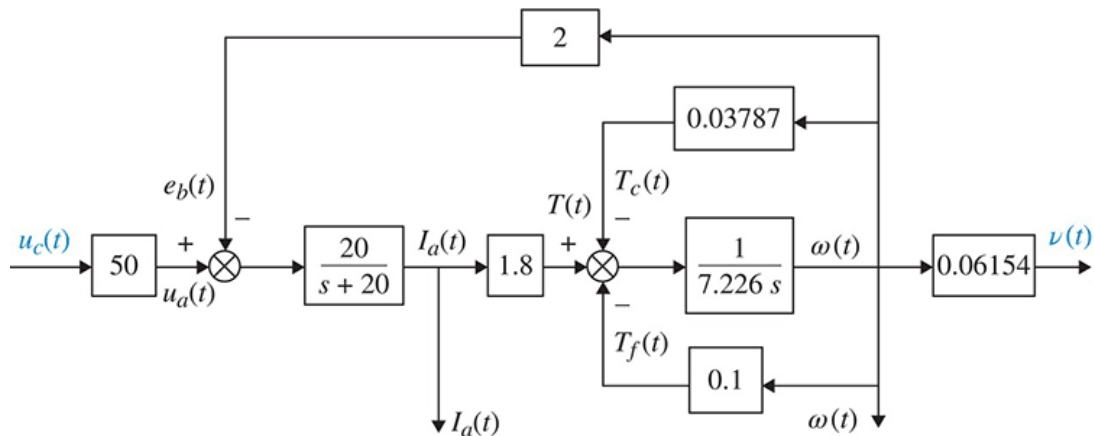 2
0.03787
e_b(t)
T_c(t)
T(t)
−
−
u_c(t)
50
+
u_a(t)
20
s + 20
I_a(t)
1.8
+
1
7.226 s
ω(t)
0.06154
ν(t)
−
T_f(t)
0.1
I_a(t)
ω(t)